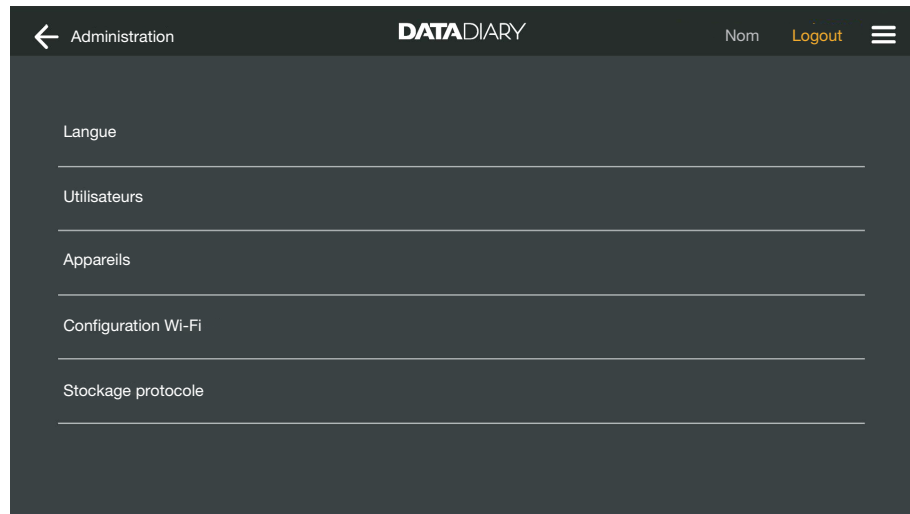 Administration DATADIARY Nom Logout
Langue
Utilisateurs
Appareils
Configuration Wi-Fi
Stockage protocole